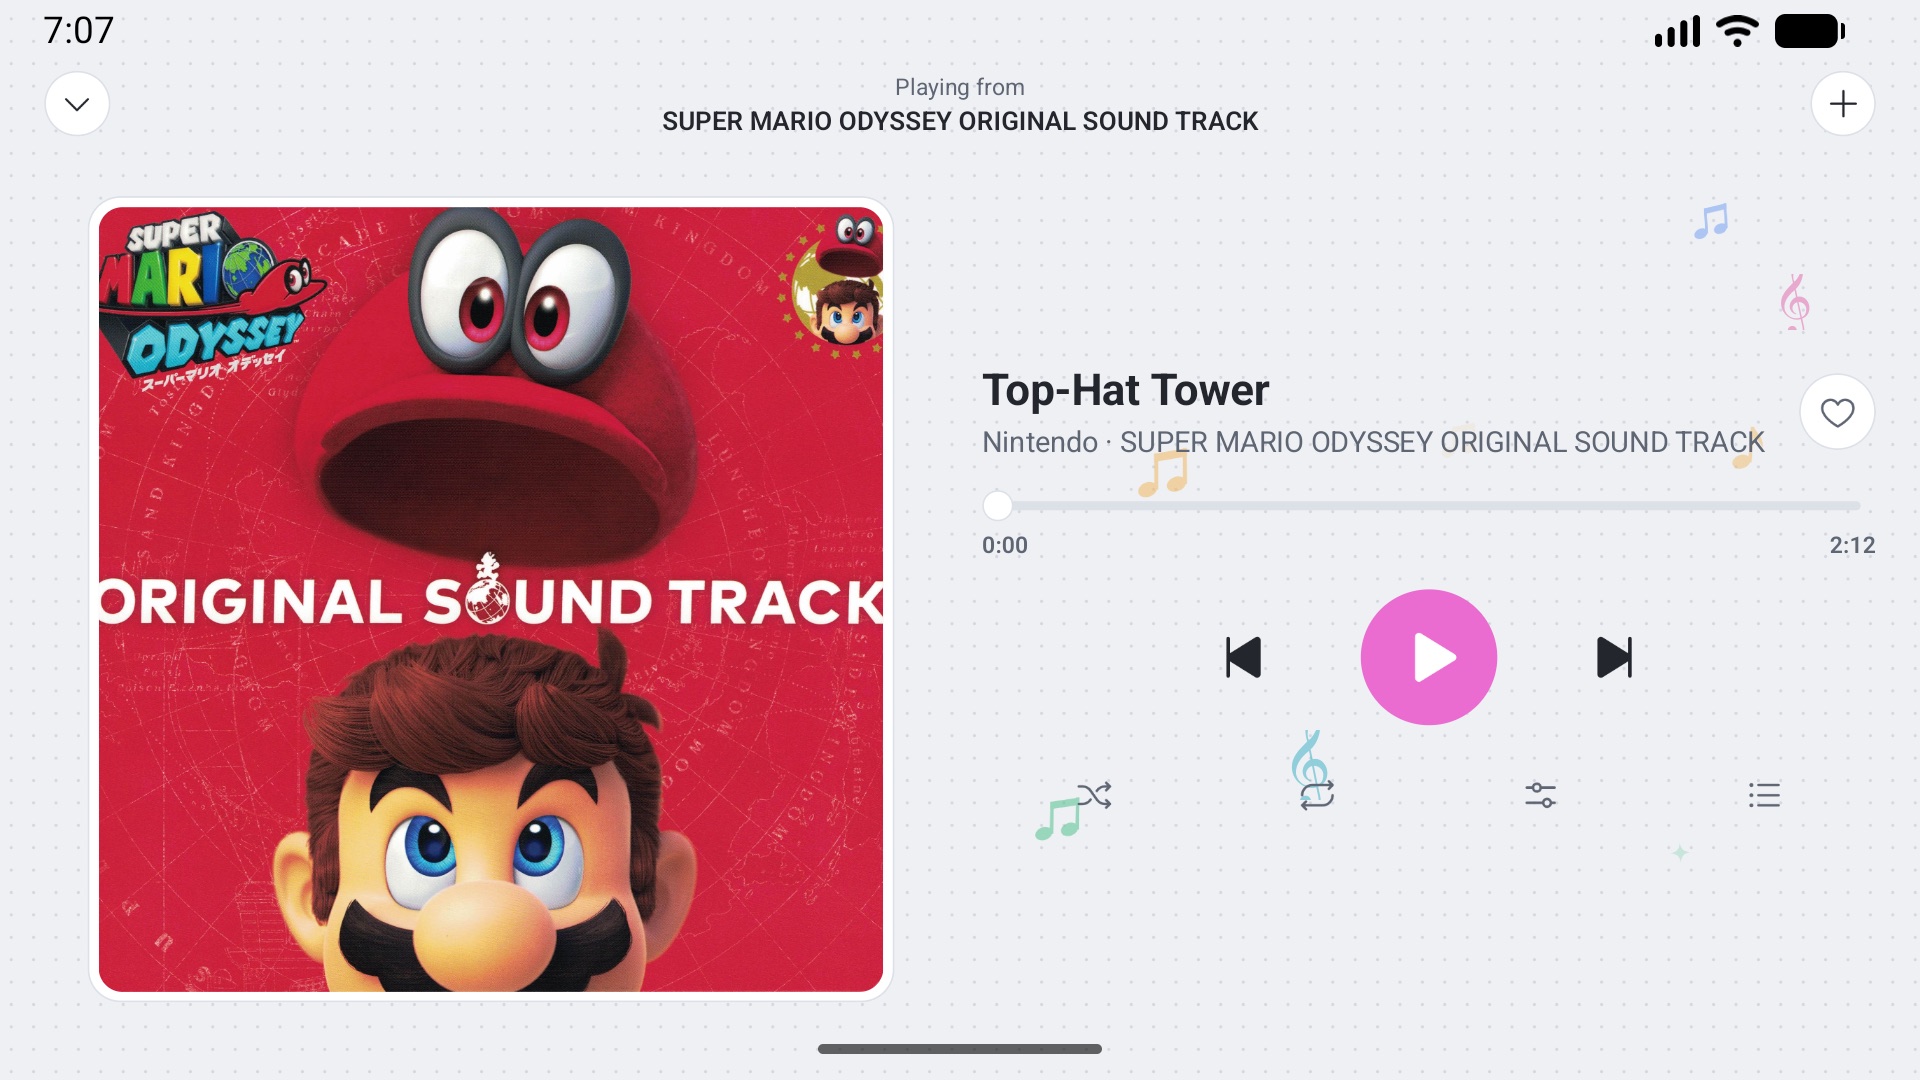 7:07
Playing from
SUPER MARIO ODYSSEY ORIGINAL SOUND TRACK
SUPER
MARIO
ODYSSEY
スーパーマリオ オデッセイ
ORIGINAL SOUND TRACK
Top-Hat Tower
Nintendo · SUPER MARIO ODYSSEY ORIGINAL SOUND TRACK
0:00
2:12